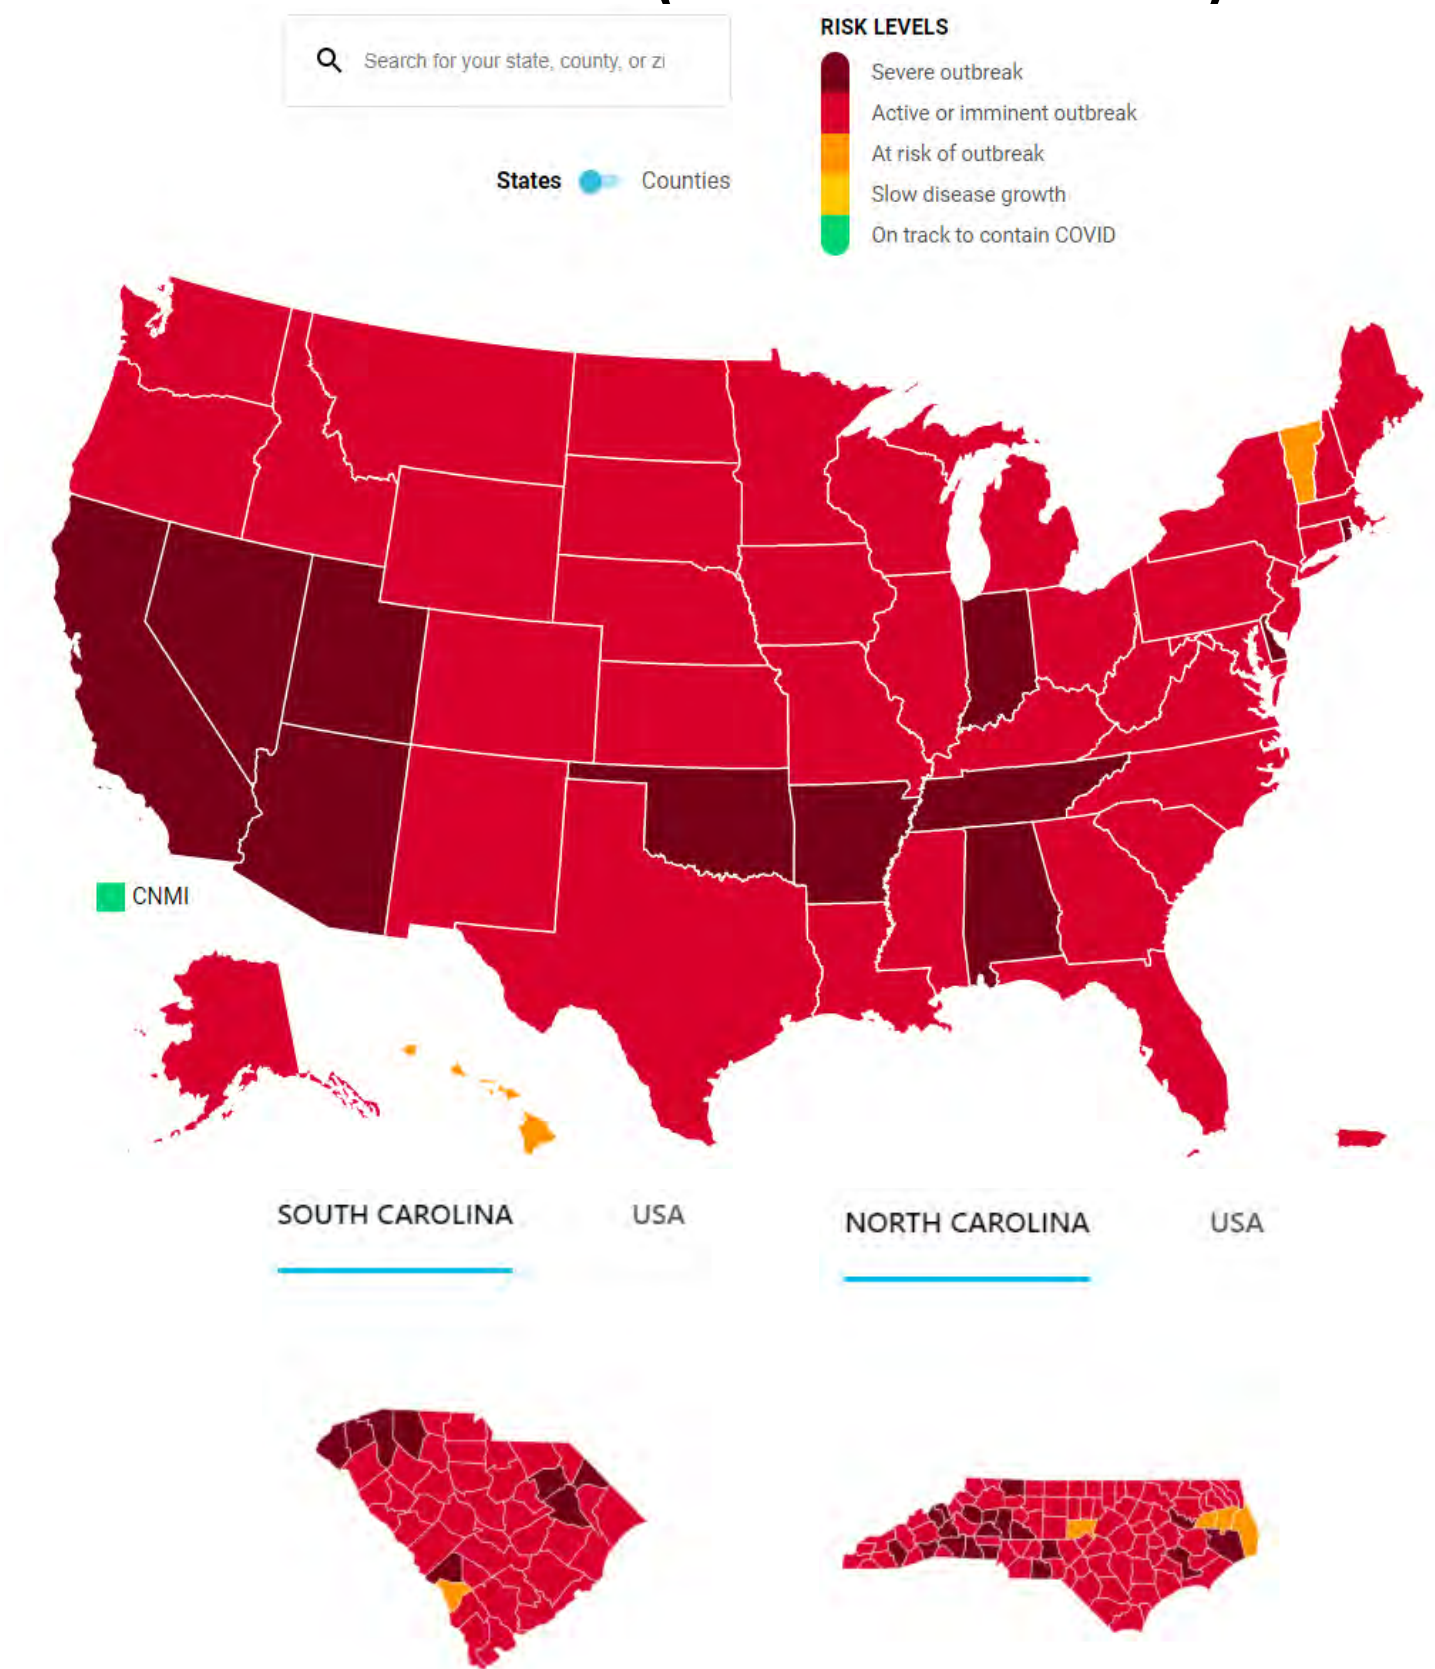 Search for your state, county, or zi
States Counties
RISK LEVELS
Severe outbreak
Active or imminent outbreak
At risk of outbreak
Slow disease growth
On track to contain COVID
CNMI
SOUTH CAROLINA USA
NORTH CAROLINA USA